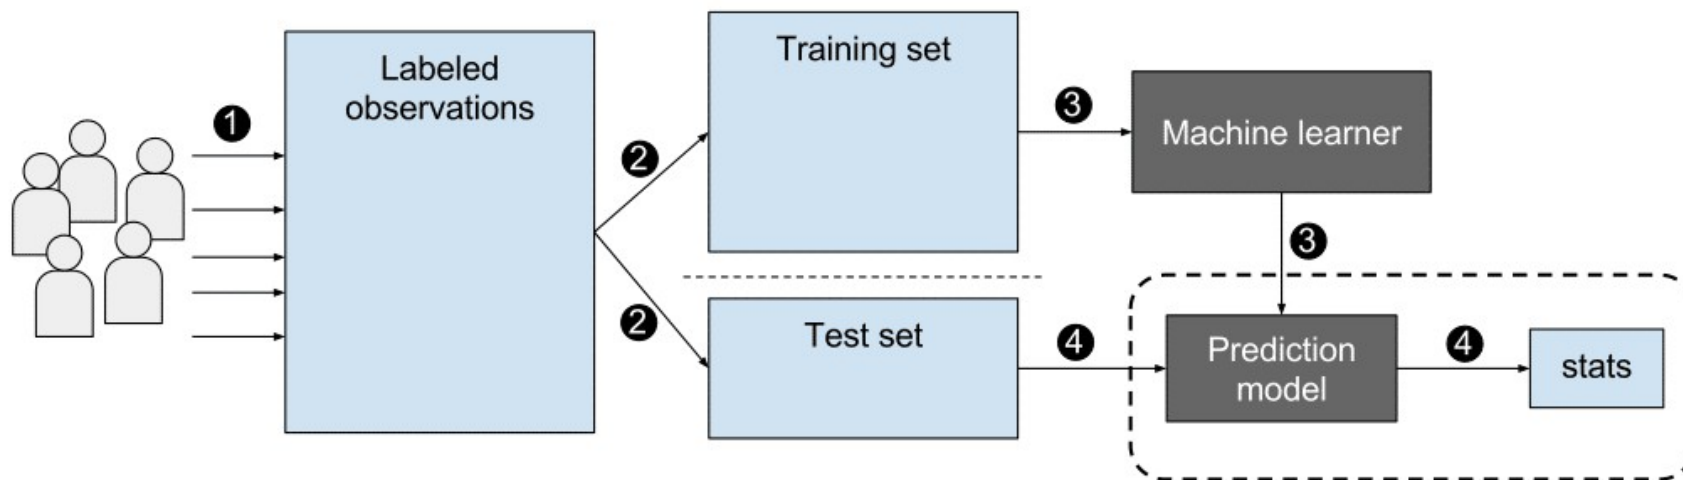 1
Labeled
observations
2
2
Training set
Test set
3
Machine learner
3
4
Prediction
model
4
stats